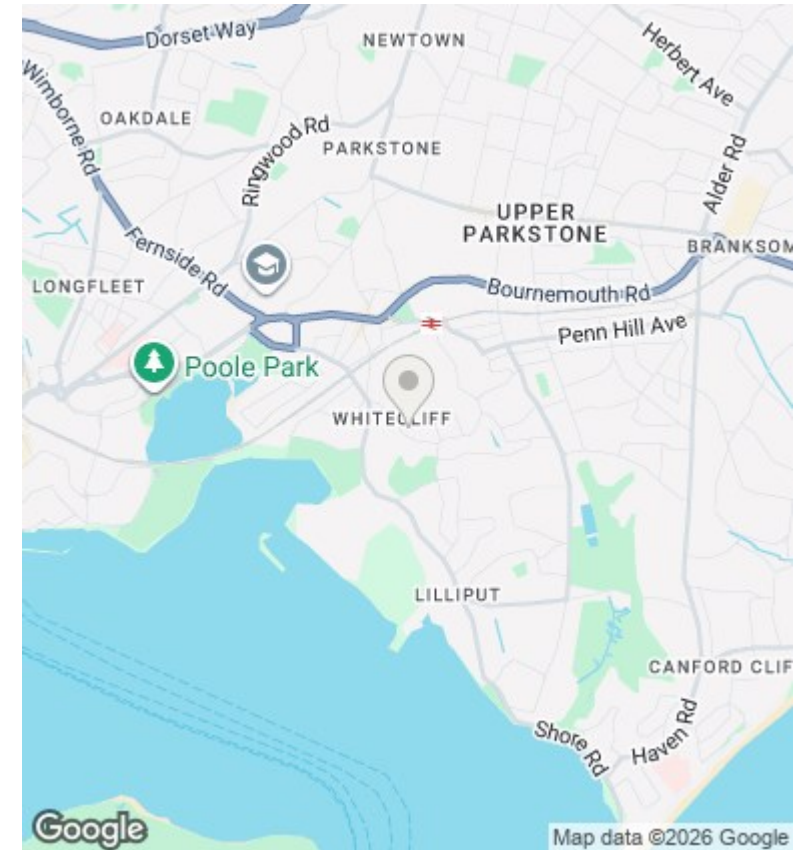 Dorset Way
NEWTOWN
Herbert Ave
Wimborne Rd
OAKDALE
Ringwood Rd
PARKSTONE
Alder Rd
UPPER
PARKSTONE
BRANKSOM
Fernside Rd
LONGFLEET
Bournemouth Rd
Penn Hill Ave
Poole Park
WHITECLIFF
LILLIPUT
CANFORD CLIF
Shore Rd
Haven Rd
Google
Map data ©2026 Google